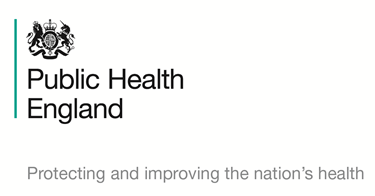 Public Health
England
Protecting and improving the nation's health